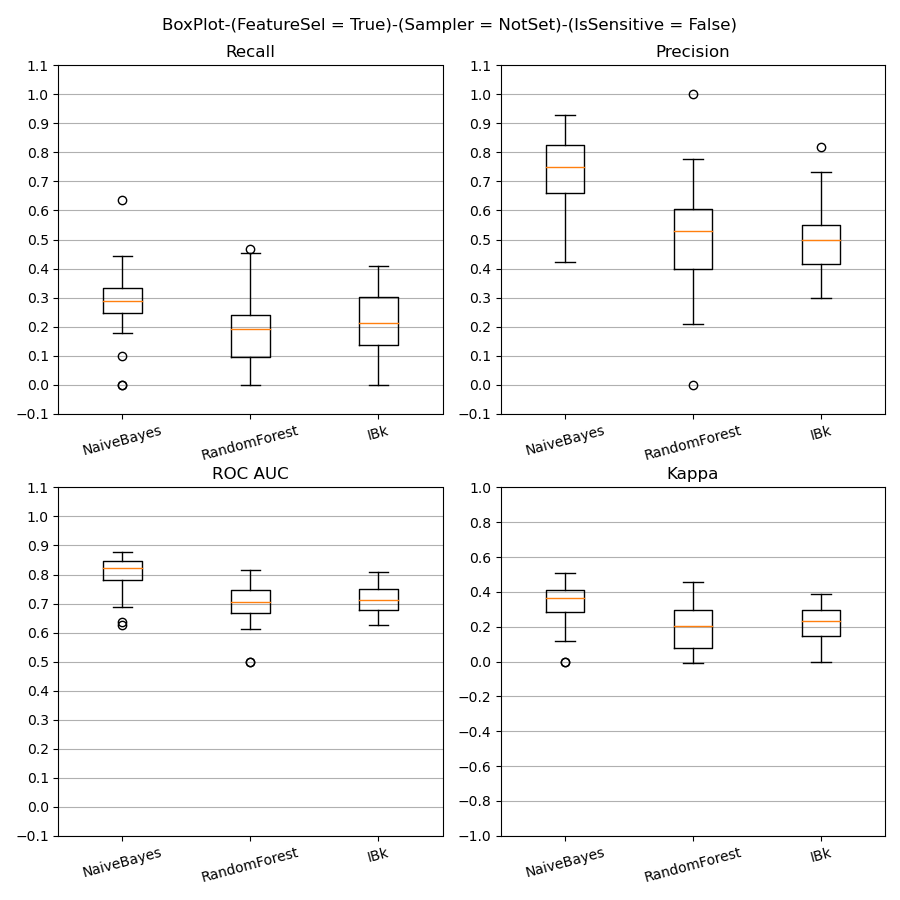 BoxPlot-(FeatureSel = True)-(Sampler = NotSet)-(IsSensitive = False)
Recall
1.1
1.0
0.9
0.8
0.7
0.6
0.5
0.4
0.3
0.2
0.1
0.0
−0.1
NaiveBayes
RandomForest
IBk
Precision
1.1
1.0
0.9
0.8
0.7
0.6
0.5
0.4
0.3
0.2
0.1
0.0
−0.1
NaiveBayes
RandomForest
IBk
ROC AUC
1.1
1.0
0.9
0.8
0.7
0.6
0.5
0.4
0.3
0.2
0.1
0.0
−0.1
NaiveBayes
RandomForest
IBk
Kappa
1.0
0.8
0.6
0.4
0.2
0.0
−0.2
−0.4
−0.6
−0.8
−1.0
NaiveBayes
RandomForest
IBk